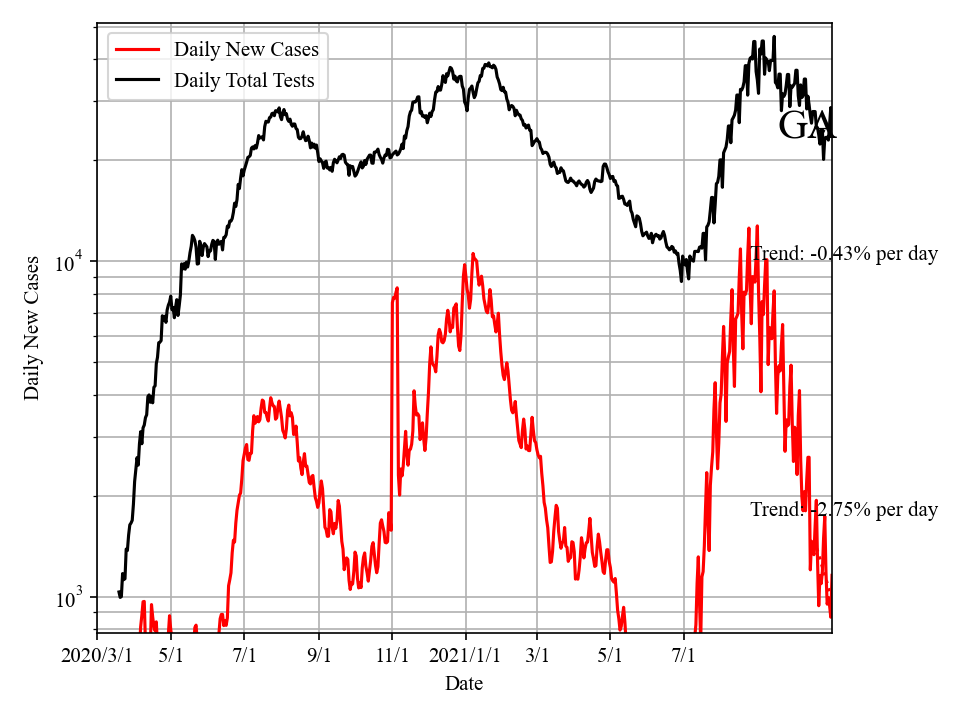 Daily New Cases
Daily Total Tests
GA
10⁴
Trend: -0.43% per day
Daily New Cases
Trend: -2.75% per day
10³
2020/3/1 5/1 7/1 9/1 11/1 2021/1/1 3/1 5/1 7/1
Date